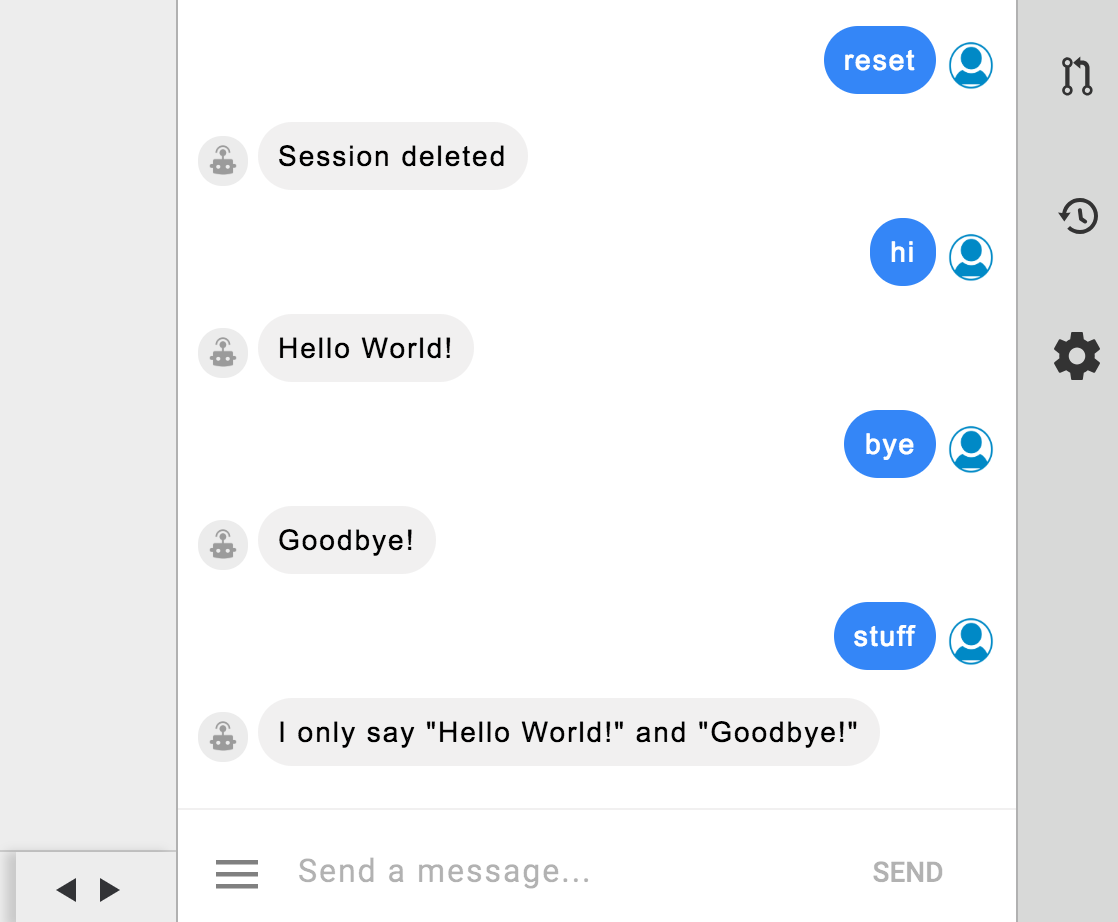 reset
Session deleted
hi
Hello World!
bye
Goodbye!
stuff
I only say "Hello World!" and "Goodbye!"
Send a message... SEND